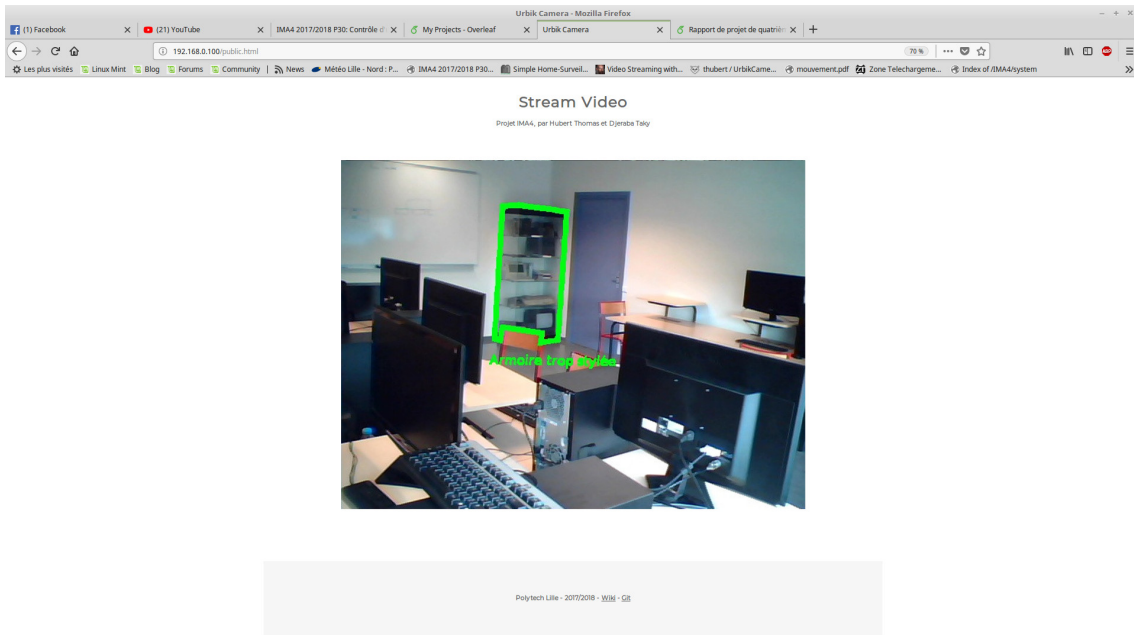 Urbik Camera - Mozilla Firefox
(1) Facebook
(21) YouTube
IMA4 2017/2018 P30: Contrôle d'
My Projects - Overleaf
Urbik Camera
Rapport de projet de quatrièm
192.168.0.100/public.html
70 %
Les plus visités
Linux Mint
Blog
Forums
Community
News
Météo Lille - Nord : P...
IMA4 2017/2018 P30...
Simple Home-Surveil...
Video Streaming with...
thubert / UrbikCame...
mouvement.pdf
Zone Telechargeme...
Index of /IMA4/system
Stream Video
Projet IMA4, par Hubert Thomas et Djeraba Taky
Armoire trop stylée
Polytech Lille - 2017/2018 - Wiki - Git